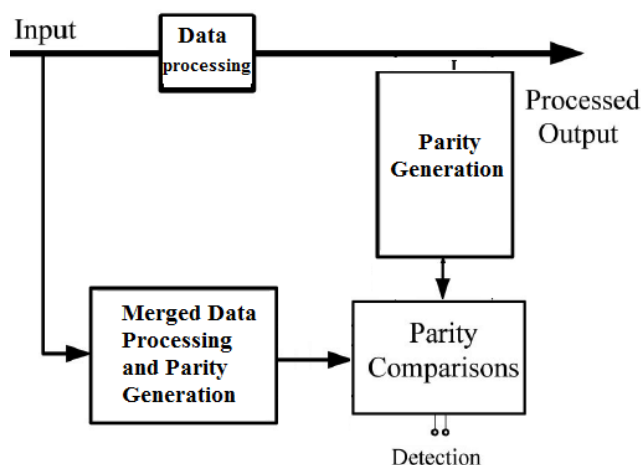 Input
Data
processing
Processed
Output
Parity
Generation
Merged Data
Processing
and Parity
Generation
Parity
Comparisons
Detection